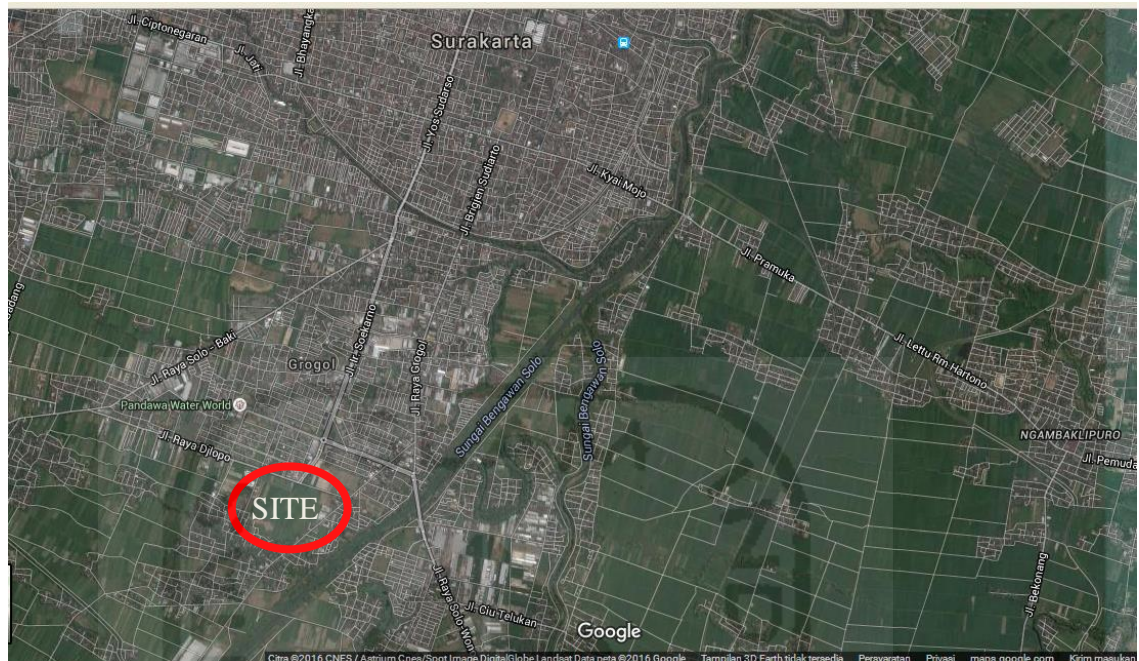 Jl. Ciptonegaran
Jl. Bhayangka
Surakarta
Jl. Jati
Jl. Yos Sudarso
Jl. Brigjen Sudiarto
Jl. Kyai Mojo
Jl. Pramuka
Gadang
Jl. Raya Solo - Baki
Grogol
Jl. Ir. Soekarno
Jl. Raya Grogol
Sungai Bengawan Solo
Sungai Bengawan Solo
Jl. Lettu Rm Hartono
Pandawa Water World
Jl. Raya Djlopo
NGAMBAKLIPURO
Jl. Pemuda
SITE
Jl. Raya Solo-Won
Jl. Ciu Telukan
Jl. Bekonang
Google
Citra ©2016 CNES / Astrium Cnes/Spot Image DigitalGlobe Landsat Data peta ©2016 Google Tampilan 3D Earth tidak tersedia Persyaratan Privasi maps.google.com Kirim masukan